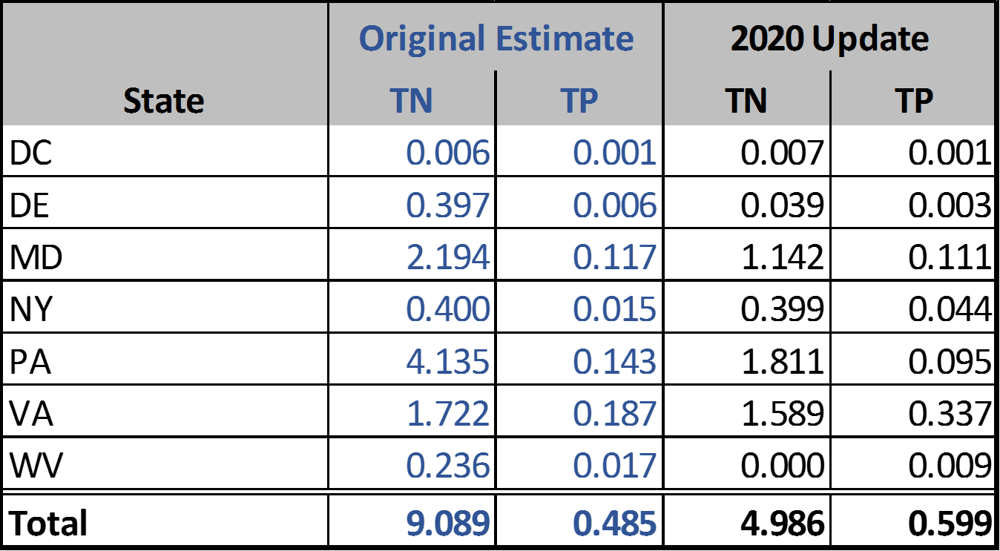 Original Estimate 2020 Update
State TN TP TN TP
DC 0.006 0.001 0.007 0.001
DE 0.397 0.006 0.039 0.003
MD 2.194 0.117 1.142 0.111
NY 0.400 0.015 0.399 0.044
PA 4.135 0.143 1.811 0.095
VA 1.722 0.187 1.589 0.337
WV 0.236 0.017 0.000 0.009
Total 9.089 0.485 4.986 0.599